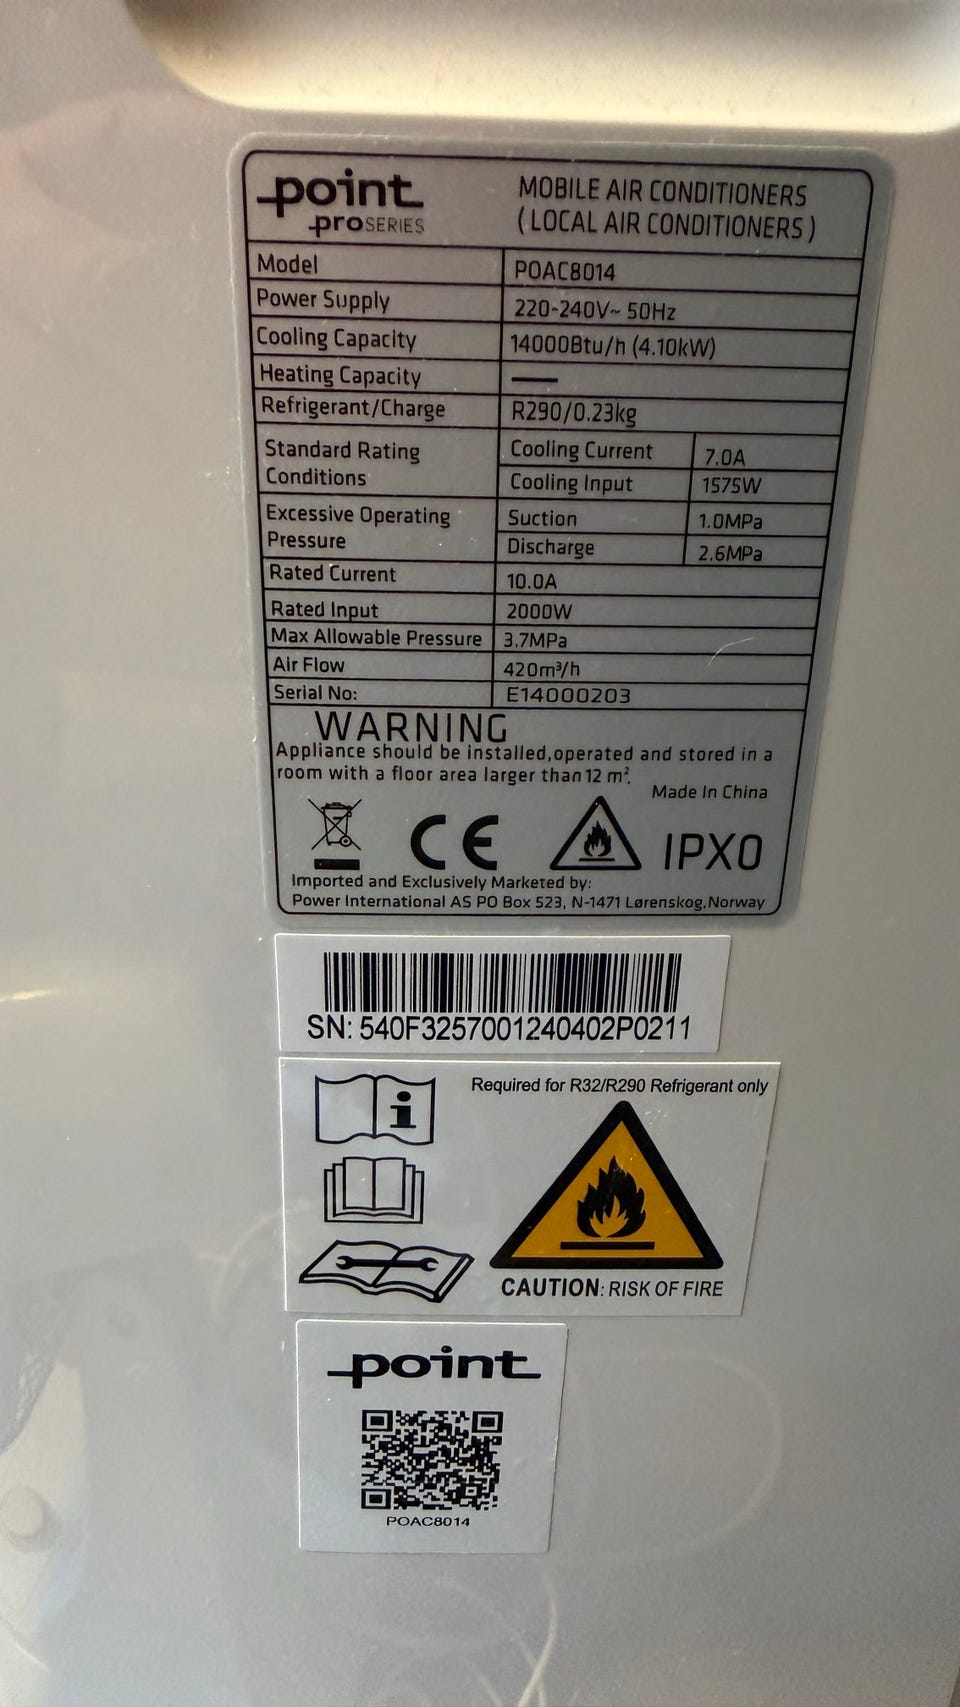 point
proSERIES
MOBILE AIR CONDITIONERS
( LOCAL AIR CONDITIONERS )
Model POAC8014
Power Supply 220-240V~ 50Hz
Cooling Capacity 14000Btu/h (4.10kW)
Heating Capacity —
Refrigerant/Charge R290/0.23kg
Standard Rating Conditions
Cooling Current 7.0A
Cooling Input 1575W
Excessive Operating Pressure
Suction 1.0MPa
Discharge 2.6MPa
Rated Current 10.0A
Rated Input 2000W
Max Allowable Pressure 3.7MPa
Air Flow 420m³/h
Serial No: E14000203
WARNING
Appliance should be installed,operated and stored in a
room with a floor area larger than 12 m².
Made In China
CE
IPX0
Imported and Exclusively Marketed by:
Power International AS PO Box 523, N-1471 Lørenskog,Norway
SN: 540F3257001240402P0211
Required for R32/R290 Refrigerant only
i
CAUTION: RISK OF FIRE
point
POAC8014